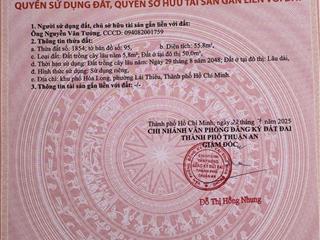 QUYỀN SỬ DỤNG ĐẤT, QUYỀN SỞ HỮU TÀI SẢN GẮN LIỀN VỚI ĐẤT
1. Người sử dụng đất, chủ sở hữu tài sản gắn liền với đất:
Ông Nguyễn Văn Tường, CCCD: 094082001759
2. Thông tin thửa đất:
a. Thửa đất số: 1854; tờ bản đồ số: 95, b. Diện tích: 55.8m²,
c. Loại đất: Đất trồng cây lâu năm 5,8m²; Đất ở tại đô thị 50,0m²,
d. Thời hạn sử dụng: Đất trồng cây lâu năm: Ngày 29 tháng 8 năm 2048; Đất ở tại đô thị: Lâu dài,
đ. Hình thức sử dụng: Sử dụng riêng,
e. Địa chỉ: khu phố Hòa Long, phường Lái Thiêu, Thành phố Hồ Chí Minh.
3. Thông tin tài sản gắn liền với đất: -/-
Thành phố Hồ Chí Minh, ngày 22 tháng 7 năm 2025
CHI NHÁNH VĂN PHÒNG ĐĂNG KÝ ĐẤT ĐAI
THÀNH PHỐ THUẬN AN
GIÁM ĐỐC
Đỗ Thị Hồng Nhung